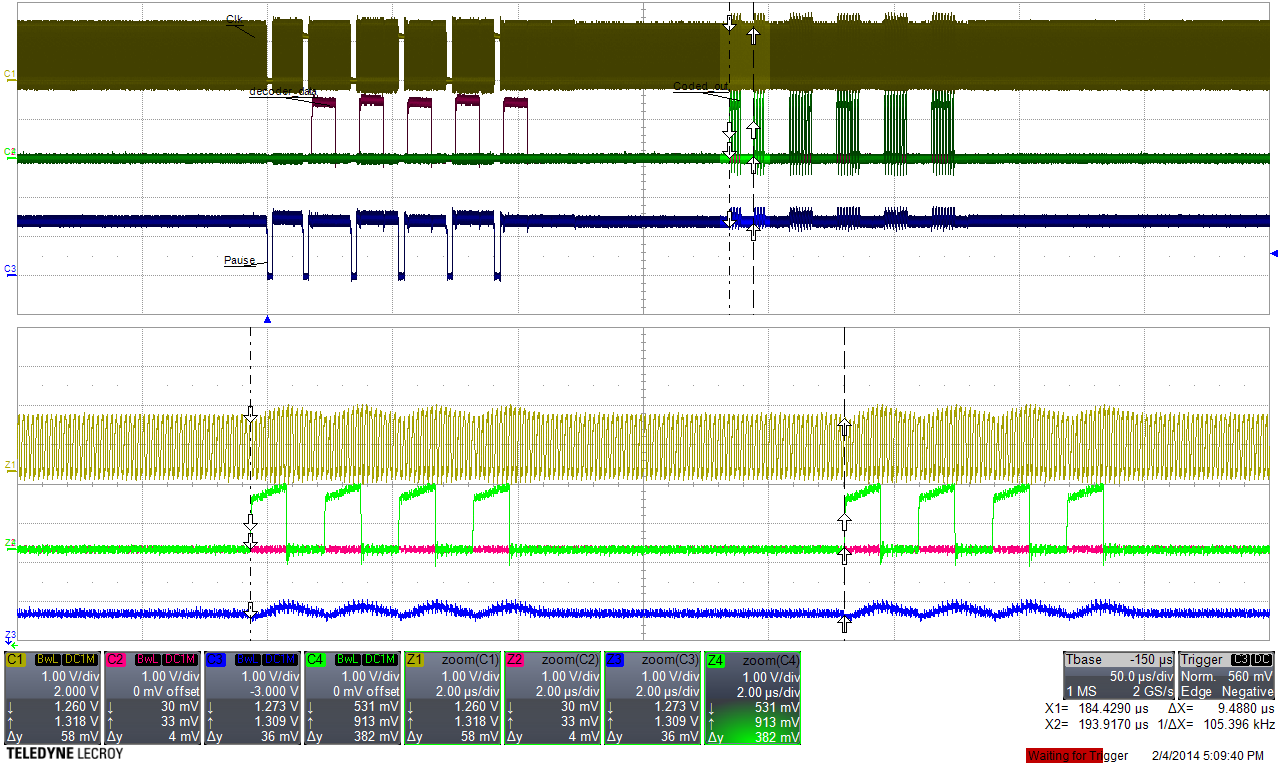 Clk
C1
decoder_data
Coded_out
C2
Pause
C3
Z1
Z2
Z3
C1 BwL DC1M
1.00 V/div
2.000 V
↓ 1.260 V
↑ 1.318 V
Δy 58 mV
C2 BwL DC1M
1.00 V/div
0 mV offset
↓ 30 mV
↑ 33 mV
Δy 4 mV
C3 BwL DC1M
1.00 V/div
-3.000 V
↓ 1.273 V
↑ 1.309 V
Δy 36 mV
C4 BwL DC1M
1.00 V/div
0 mV offset
↓ 531 mV
↑ 913 mV
Δy 382 mV
Z1 zoom(C1)
1.00 V/div
2.00 µs/div
↓ 1.260 V
↑ 1.318 V
Δy 58 mV
Z2 zoom(C2)
1.00 V/div
2.00 µs/div
↓ 30 mV
↑ 33 mV
Δy 4 mV
Z3 zoom(C3)
1.00 V/div
2.00 µs/div
↓ 1.273 V
↑ 1.309 V
Δy 36 mV
Z4 zoom(C4)
1.00 V/div
2.00 µs/div
↓ 531 mV
↑ 913 mV
Δy 382 mV
Tbase -150 µs
50.0 µs/div
1 MS 2 GS/s
Trigger C3 DC
Norm. 560 mV
Edge Negative
X1= 184.4290 µs ΔX= 9.4880 µs
X2= 193.9170 µs 1/ΔX= 105.396 kHz
TELEDYNE LECROY
Waiting for Trigger 2/4/2014 5:09:40 PM